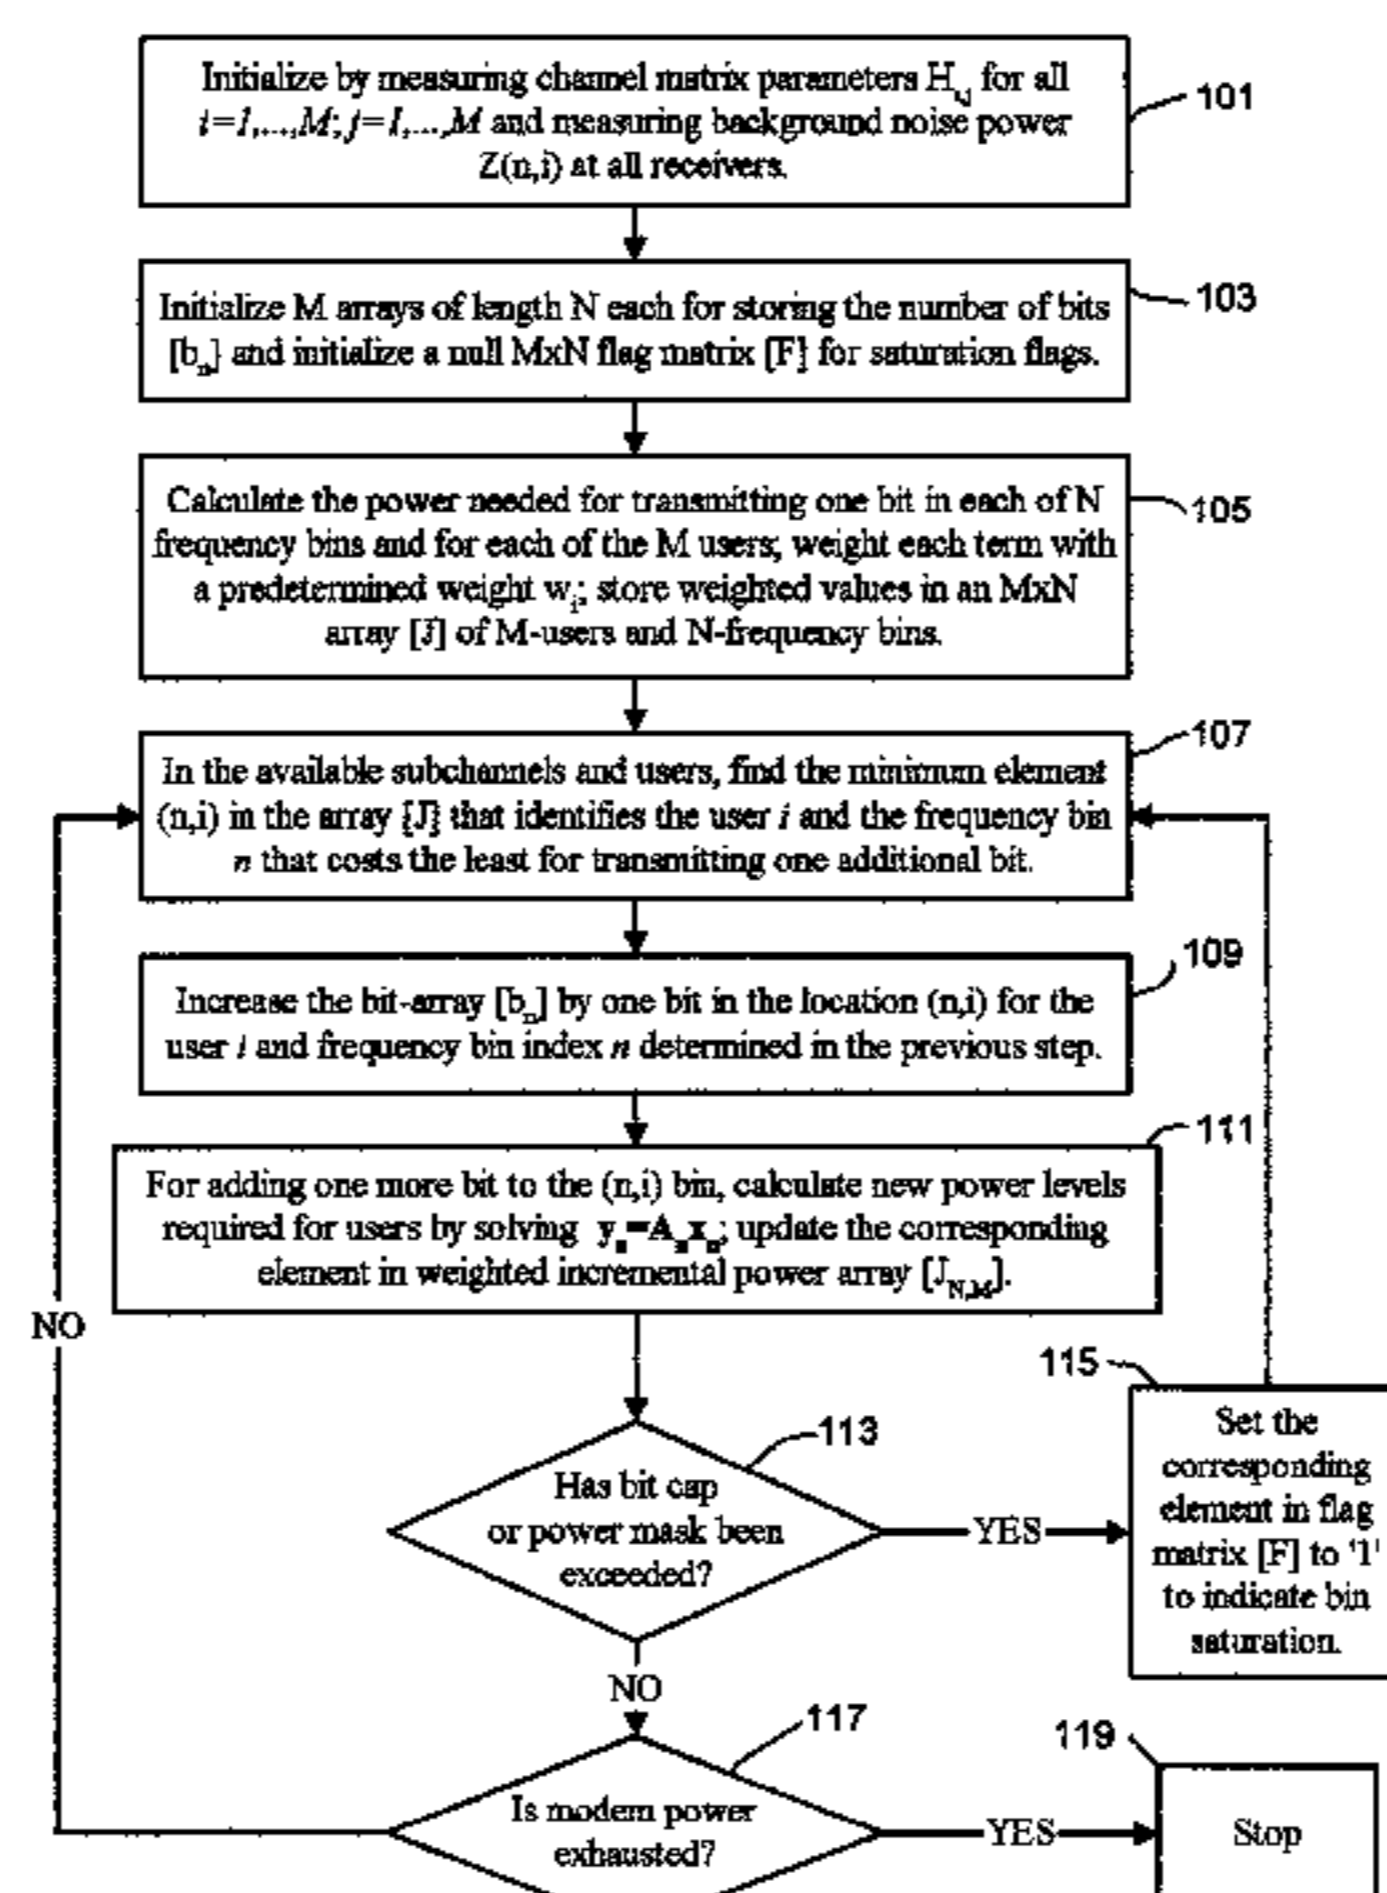 Initialize by measuring channel matrix parameters H_i,j for all
i=1,...,M; j=1,...,M and measuring background noise power
Z(n,i) at all receivers.
101
Initialize M arrays of length N each for storing the number of bits
[b_n] and initialize a null MxN flag matrix [F] for saturation flags.
103
Calculate the power needed for transmitting one bit in each of N
frequency bins and for each of the M users; weight each term with
a predetermined weight w_i; store weighted values in an MxN
array [J] of M-users and N-frequency bins.
105
In the available subchannels and users, find the minimum element
(n,i) in the array [J] that identifies the user i and the frequency bin
n that costs the least for transmitting one additional bit.
107
Increase the bit-array [b_n] by one bit in the location (n,i) for the
user i and frequency bin index n determined in the previous step.
109
For adding one more bit to the (n,i) bin, calculate new power levels
required for users by solving y_n=A_n x_n; update the corresponding
element in weighted incremental power array [J_N,M].
111
NO
Has bit cap
or power mask been
exceeded?
113
YES
115
Set the
corresponding
element in flag
matrix [F] to '1'
to indicate bin
saturation.
NO
Is modem power
exhausted?
117
YES
119
Stop